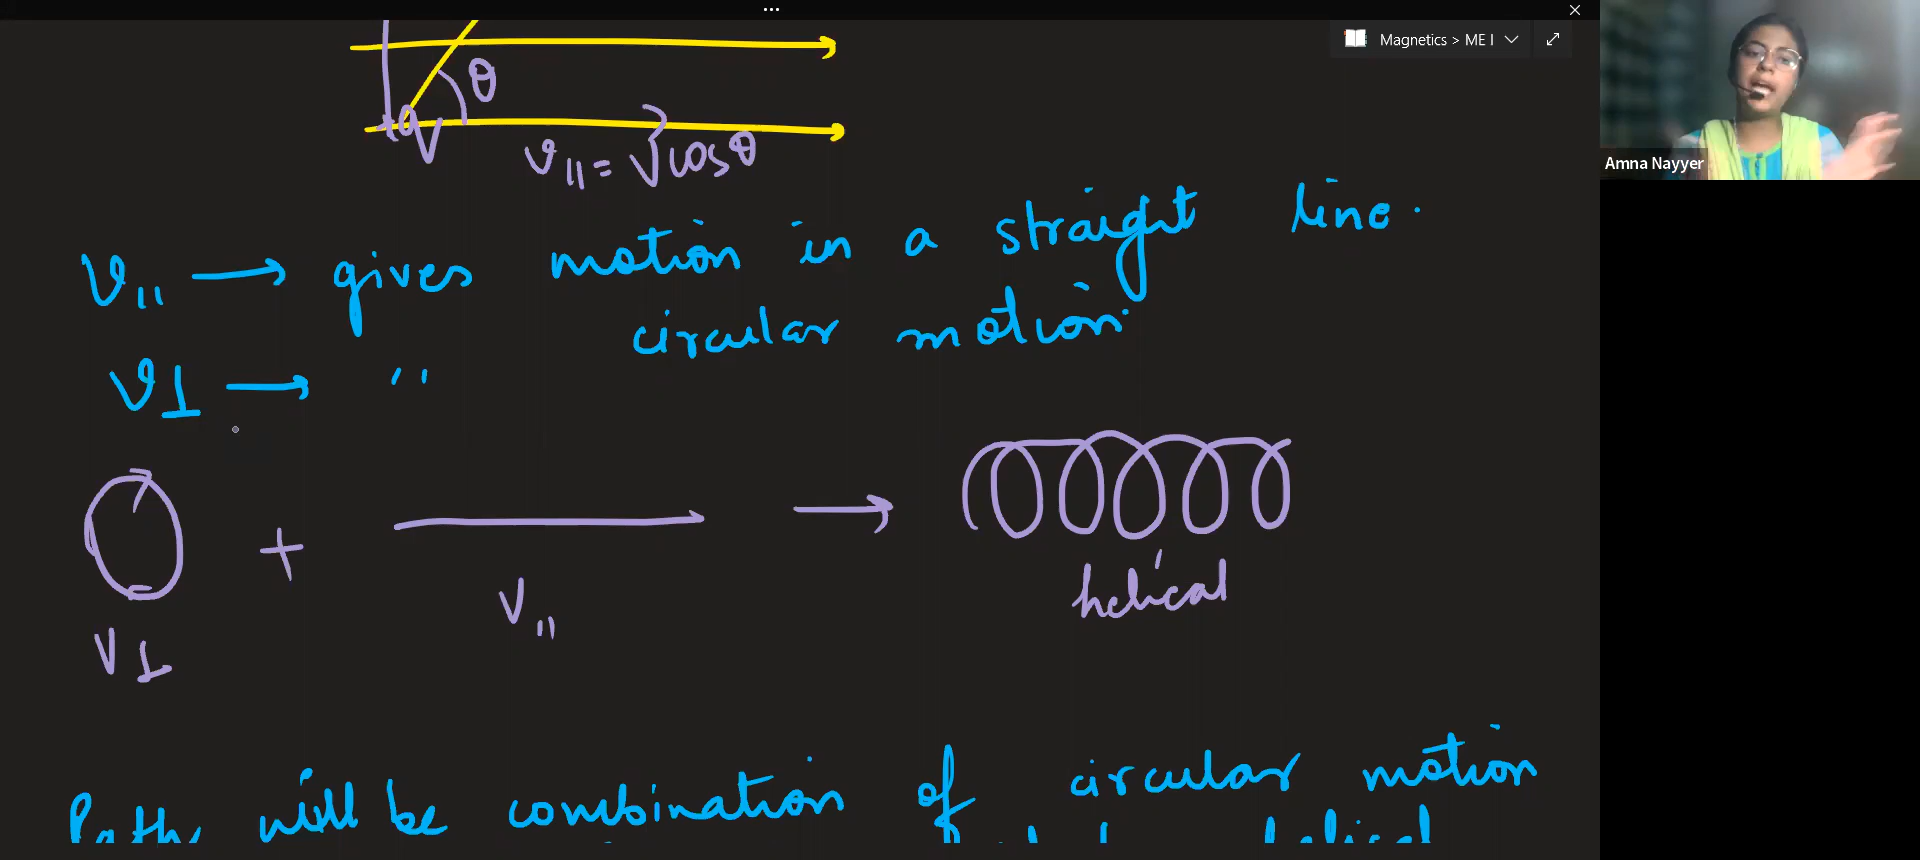 ...
Magnetics > ME I
Amna Nayyer
θ
q
v॥ = v cosθ
v॥ → gives motion in a straight line.
v⊥ → " circular motion.
+ →
v⊥ v॥ helical
Path will be combination of circular motion
helical